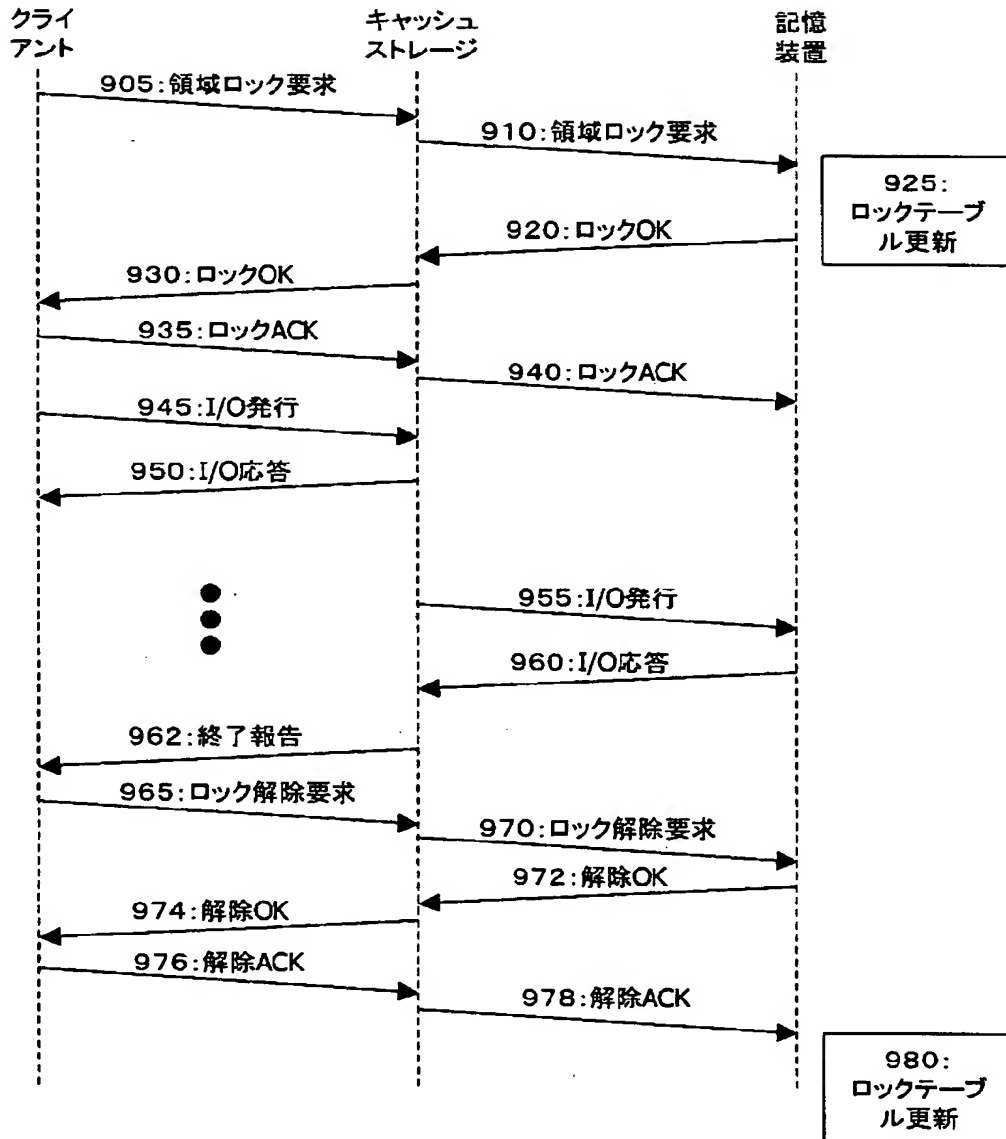 クライ
アント
キャッシュ
ストレージ
記憶
装置
905:領域ロック要求
910:領域ロック要求
925:
ロックテーブ
ル更新
920:ロックOK
930:ロックOK
935:ロックACK
940:ロックACK
945:I/O発行
950:I/O応答
955:I/O発行
960:I/O応答
962:終了報告
965:ロック解除要求
970:ロック解除要求
972:解除OK
974:解除OK
976:解除ACK
978:解除ACK
980:
ロックテーブ
ル更新